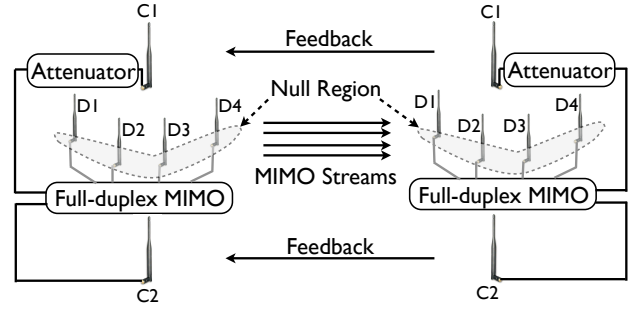 C1
Feedback
C1
Attenuator
Attenuator
Null Region
D1
D2
D3
D4
D1
D2
D3
D4
MIMO Streams
Full-duplex MIMO
Full-duplex MIMO
Feedback
C2
C2